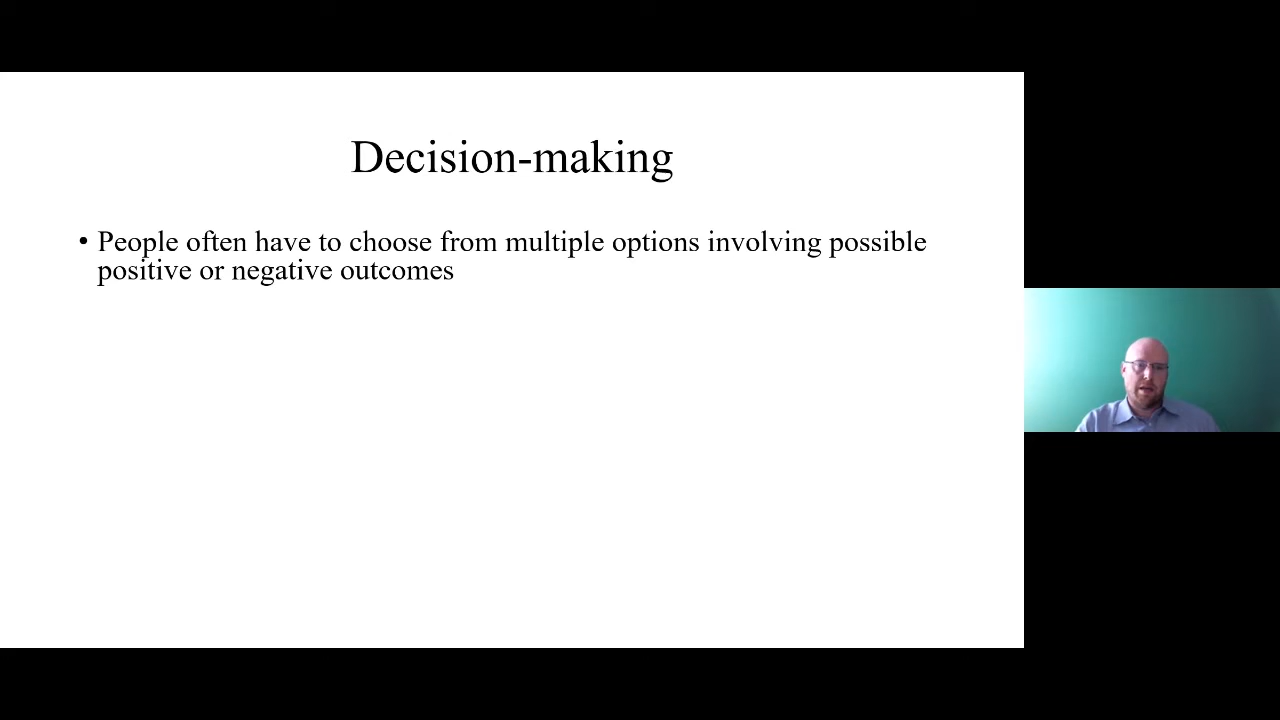 Decision-making
• People often have to choose from multiple options involving possible
positive or negative outcomes